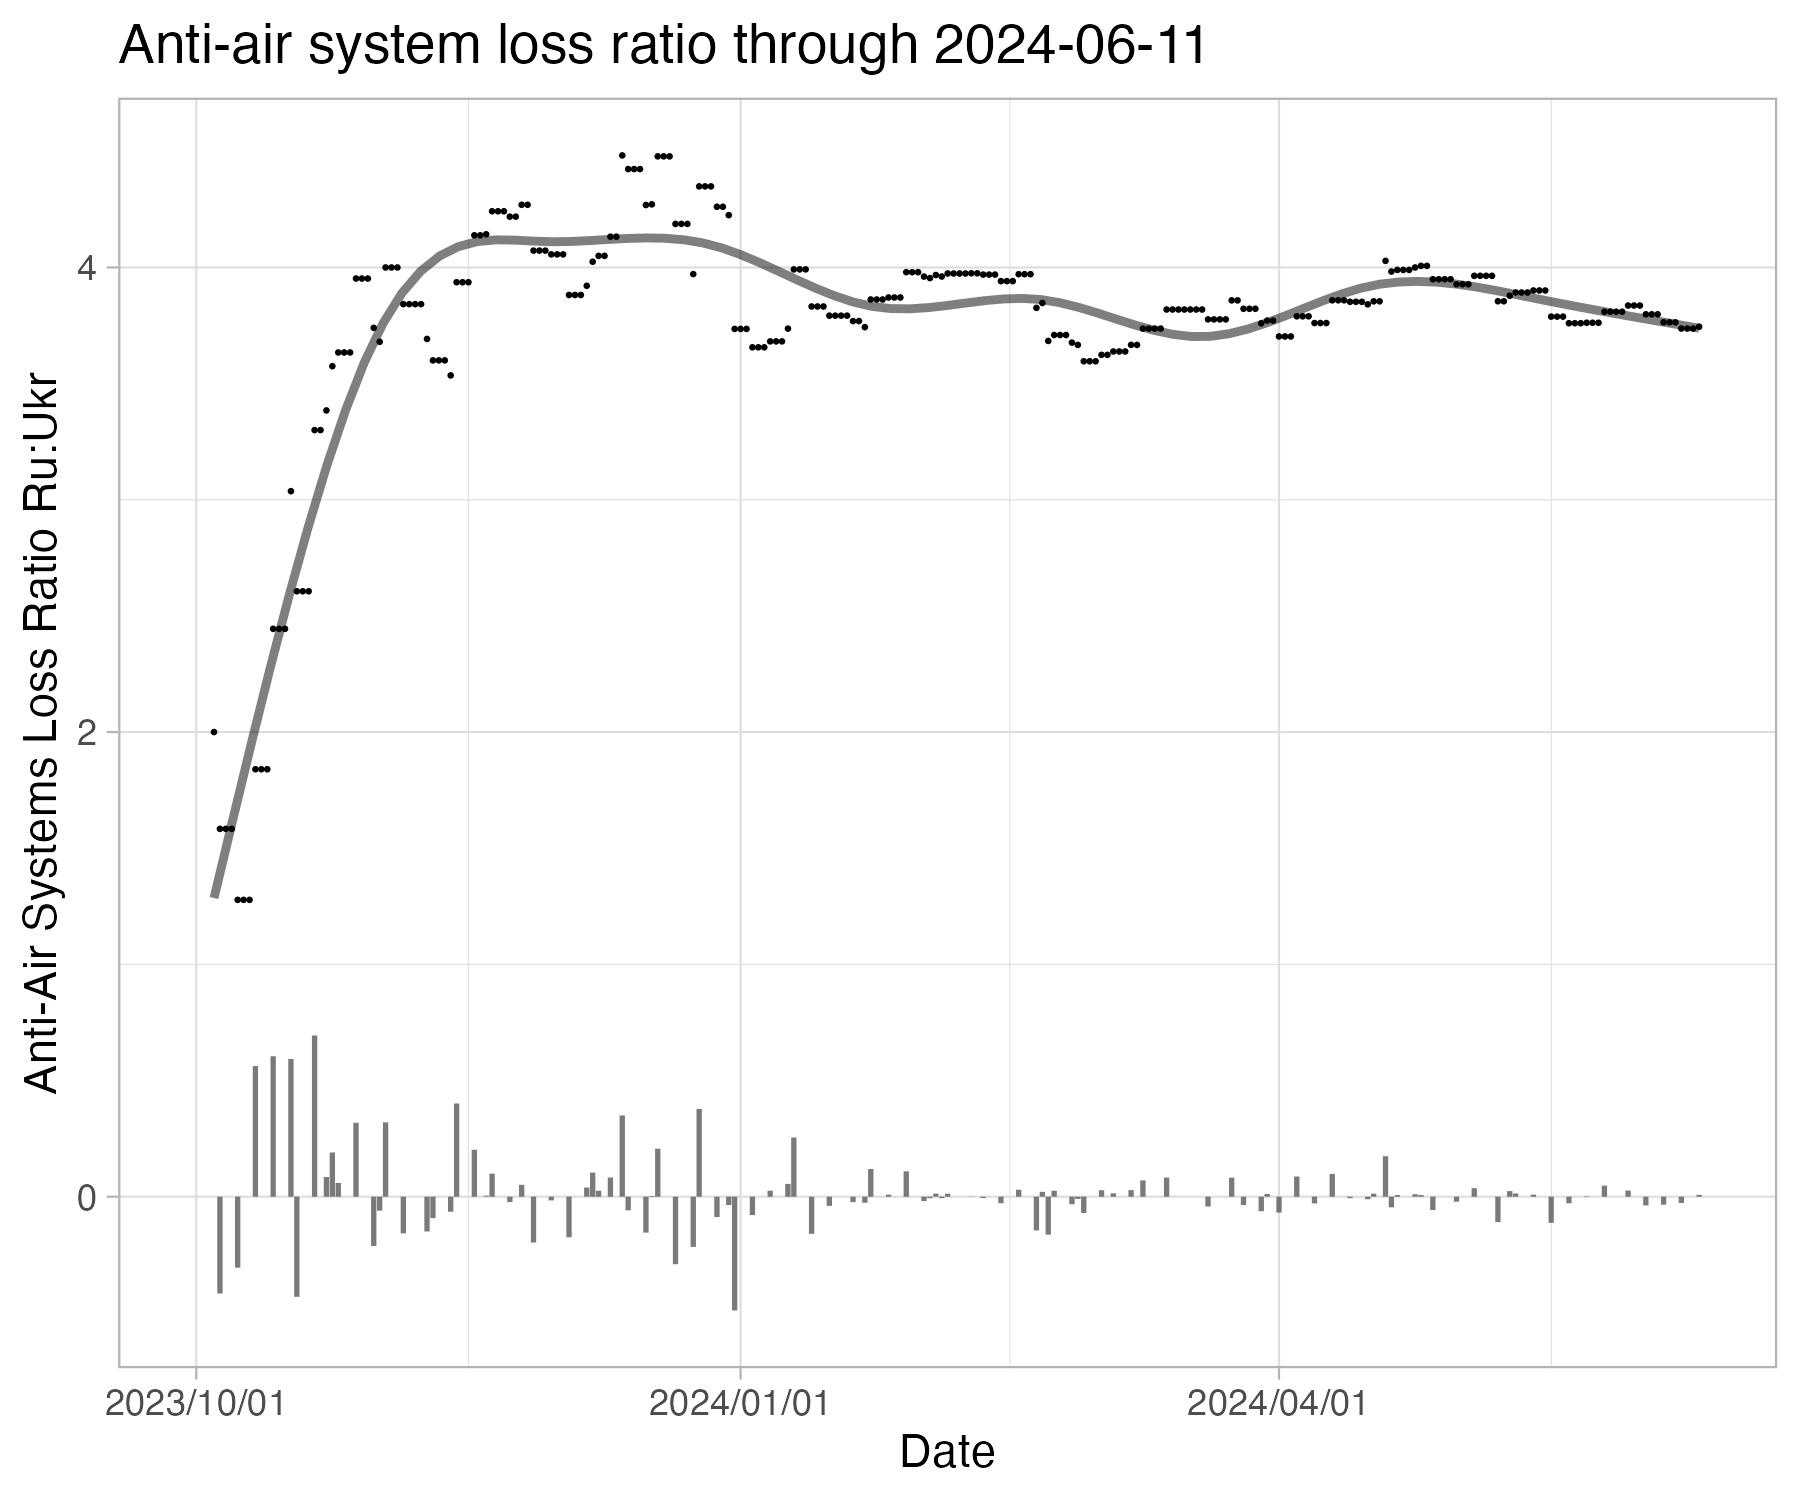 Anti-air system loss ratio through 2024-06-11
Anti-Air Systems Loss Ratio Ru:Ukr
4
2
0
2023/10/01
2024/01/01
2024/04/01
Date